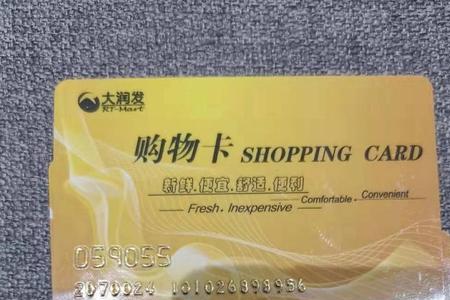 大润发
RT-Mart
购物卡 SHOPPING CARD
新鲜.便宜.舒适.便利
Fresh. Inexpensive Comfortable. Convenient
059055
2070024 101026898956